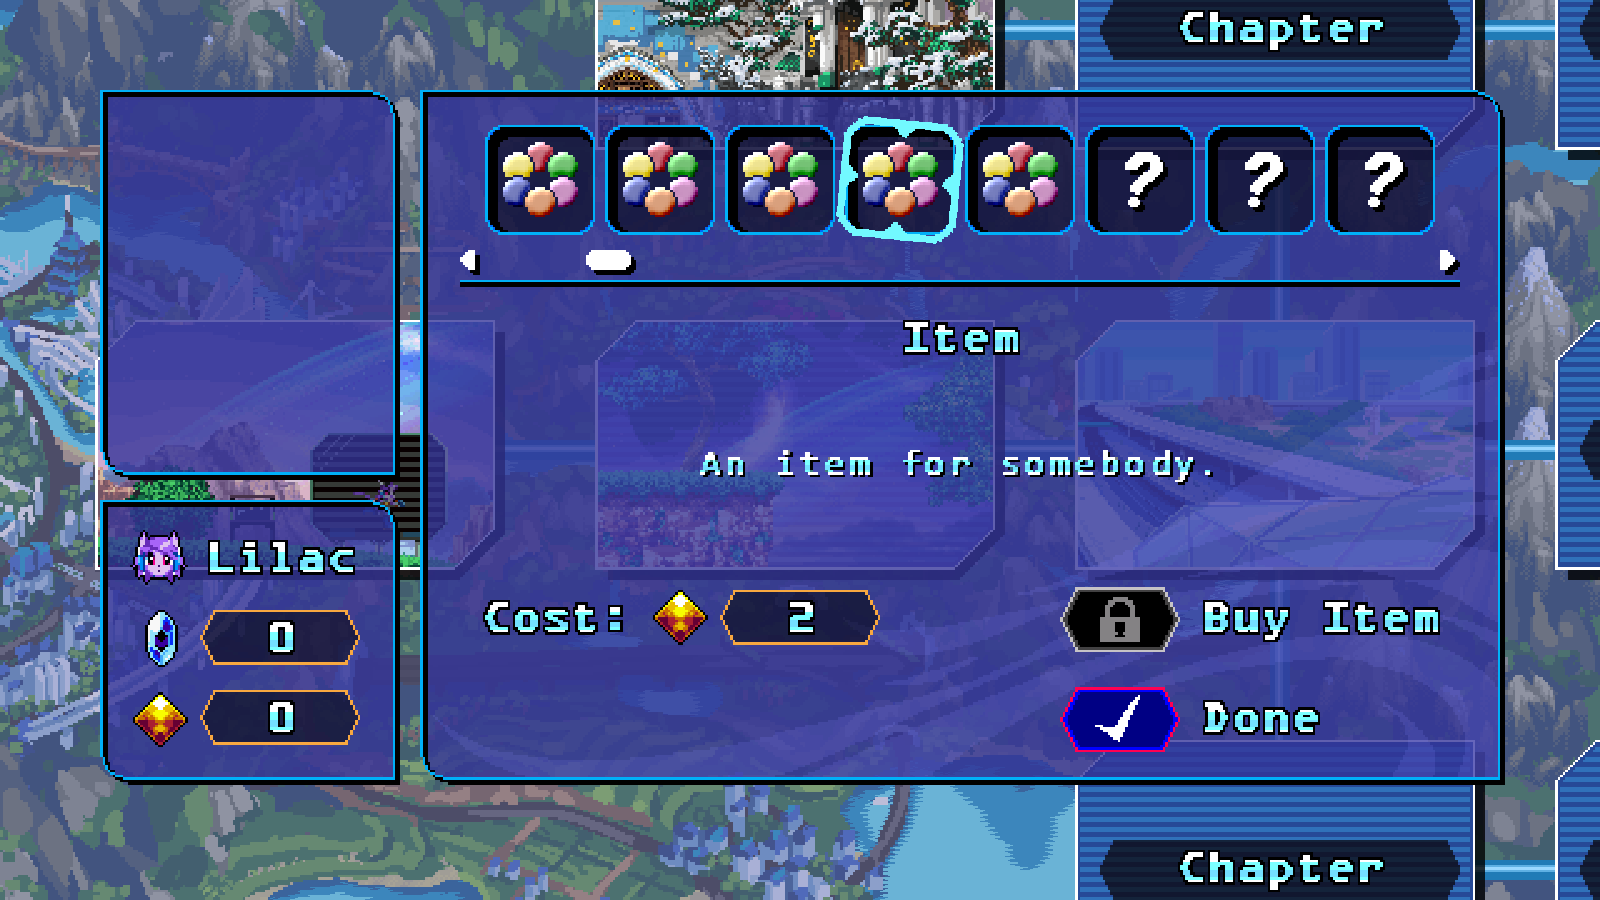 Chapter
? ? ?
Item
An item for somebody.
Lilac
0
0
Cost: 2
Buy Item
Done
Chapter